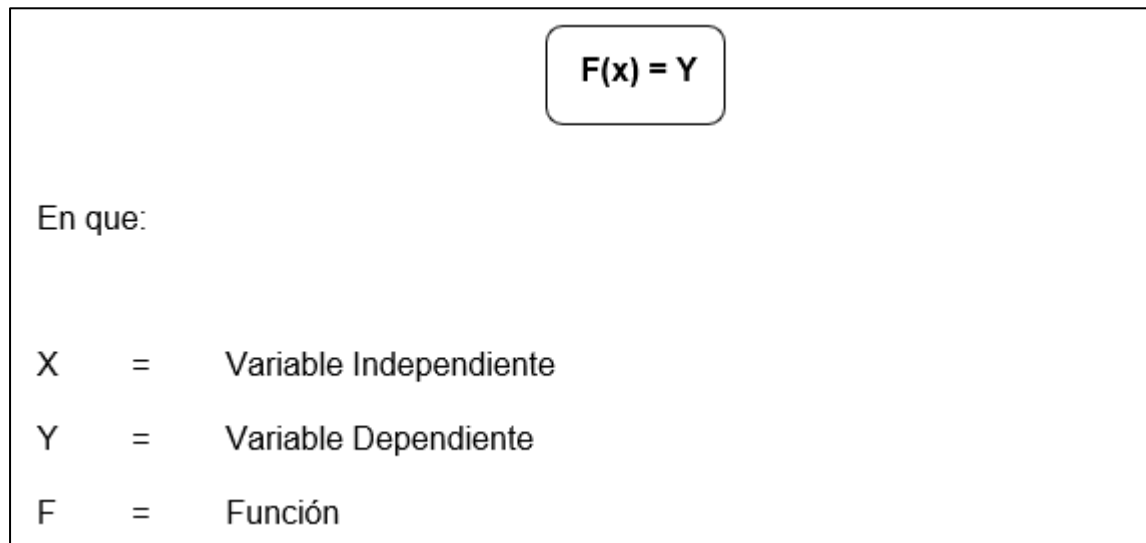 F(x) = Y
En que:
X = Variable Independiente
Y = Variable Dependiente
F = Función